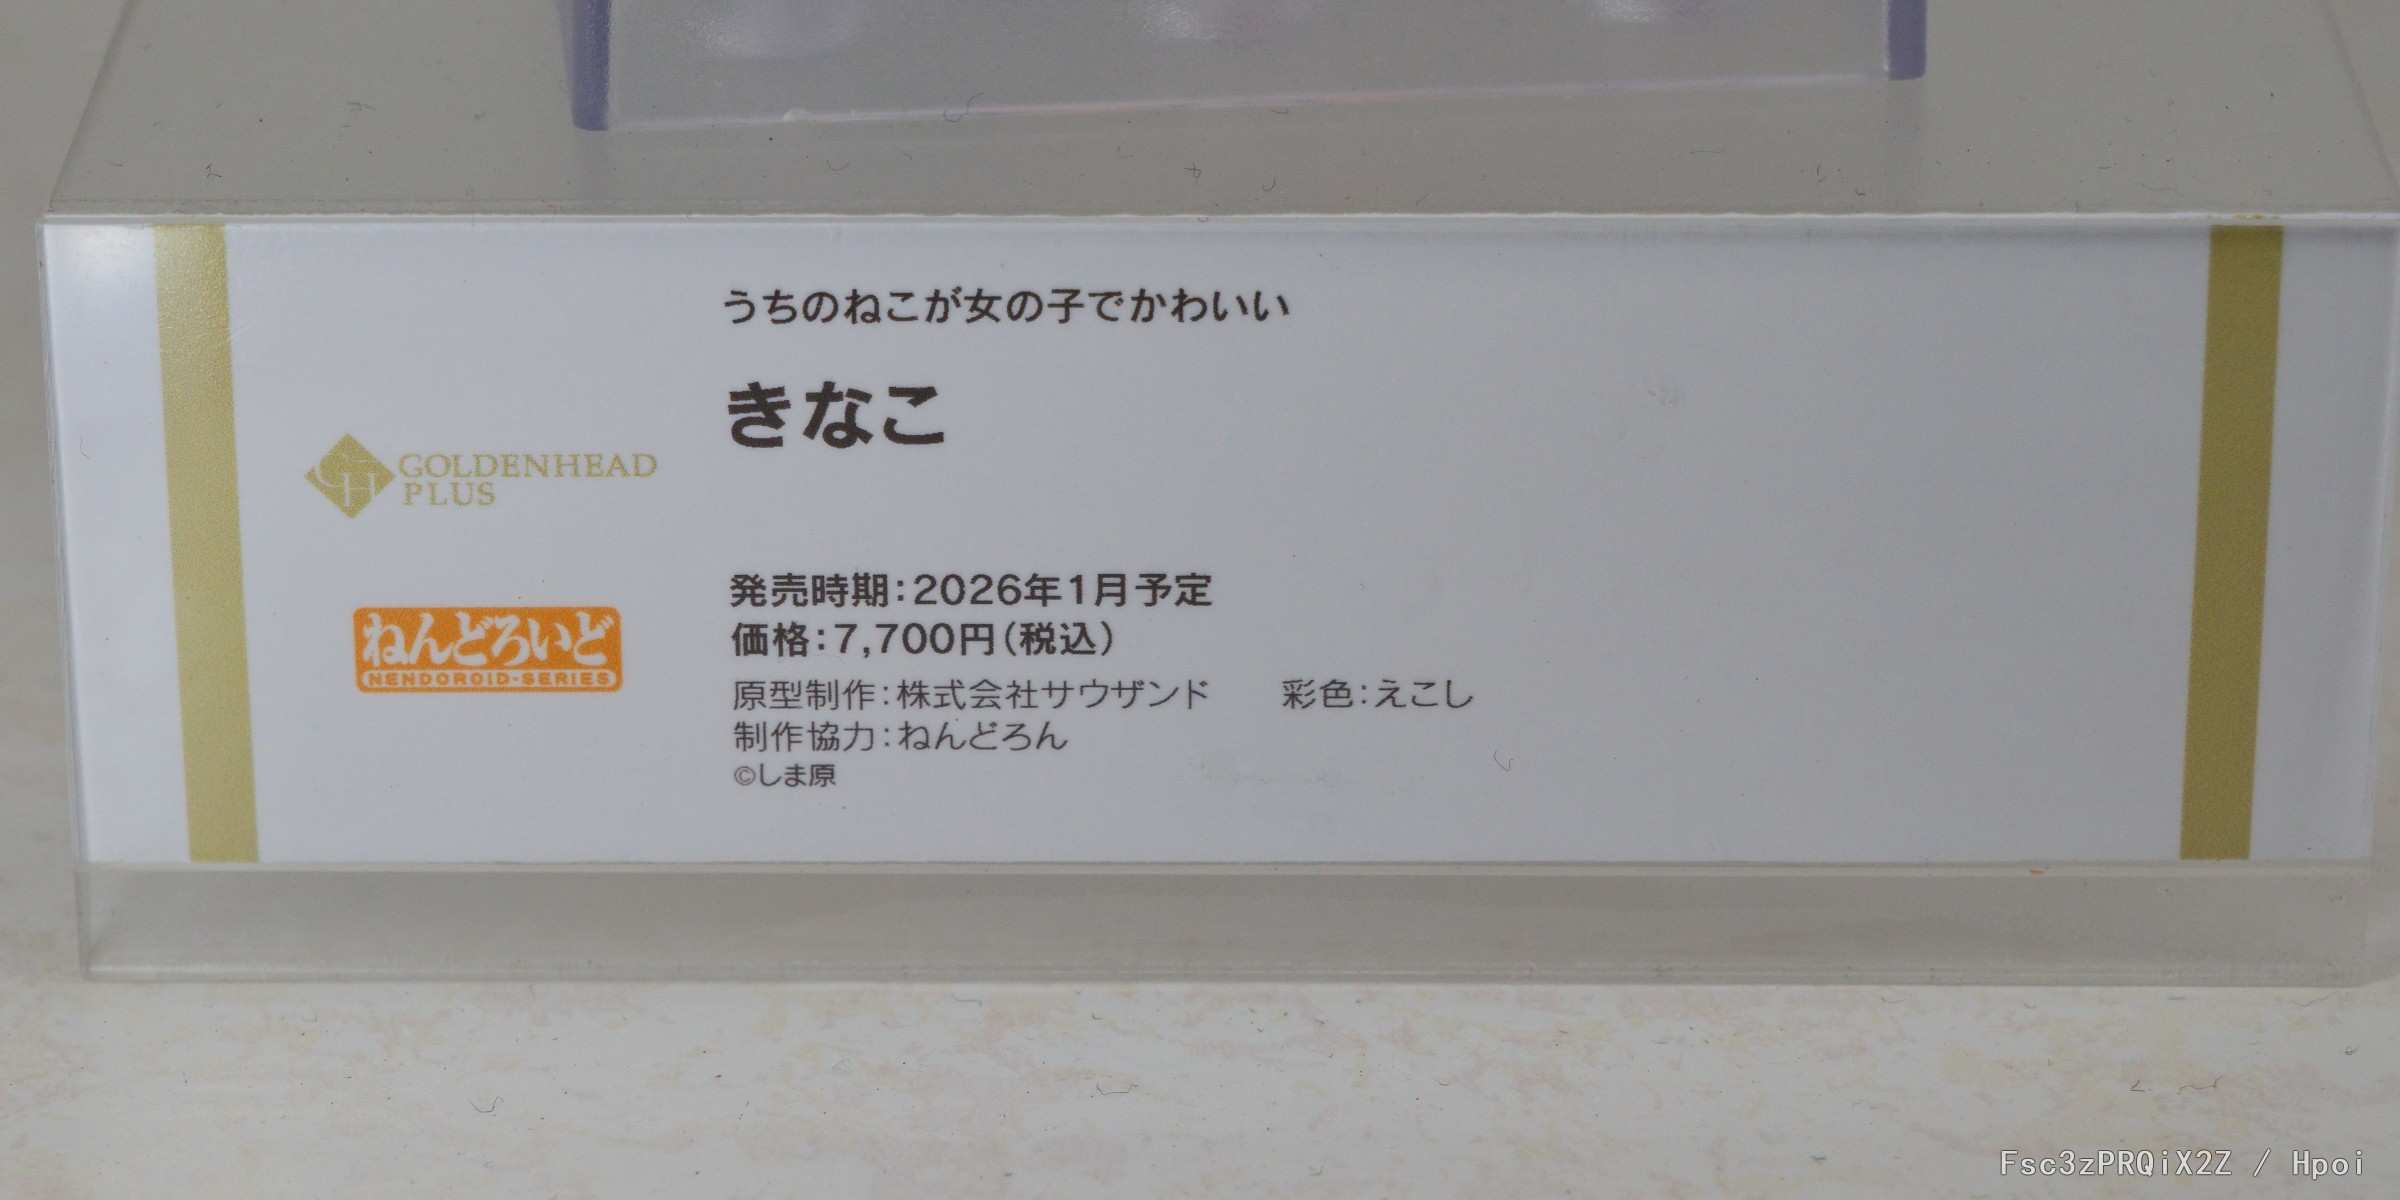 うちのねこが女の子でかわいい
きなこ
GOLDENHEAD
PLUS
発売時期：2026年1月予定
ねんどろいど
NENDOROID-SERIES
価格：7,700円（税込）
原型制作：株式会社サウザンド　　彩色：えこし
制作協力：ねんどろん
©しま原
Fsc3zPRQiX2Z / Hpoi